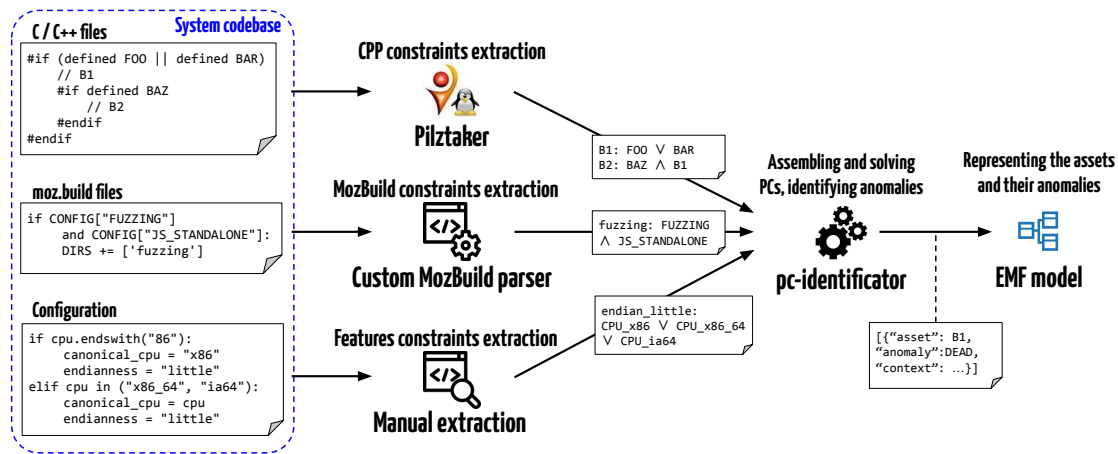 System codebase
C / C++ files
#if (defined FOO || defined BAR)
// B1
#if defined BAZ
// B2
#endif
#endif
moz.build files
if CONFIG["FUZZING"]
and CONFIG["JS_STANDALONE"]:
DIRS += ['fuzzing']
Configuration
if cpu.endswith("86"):
canonical_cpu = "x86"
endianness = "little"
elif cpu in ("x86_64", "ia64"):
canonical_cpu = cpu
endianness = "little"
CPP constraints extraction
Pilztaker
MozBuild constraints extraction
</>
Custom MozBuild parser
Features constraints extraction
</>
Manual extraction
B1: FOO ∨ BAR
B2: BAZ ∧ B1
fuzzing: FUZZING
∧ JS_STANDALONE
endian_little:
CPU_x86 ∨ CPU_x86_64
∨ CPU_ia64
Assembling and solving
PCs, identifying anomalies
pc-identificator
[{“asset”: B1,
“anomaly”:DEAD,
“context”: …}]
Representing the assets
and their anomalies
EMF model